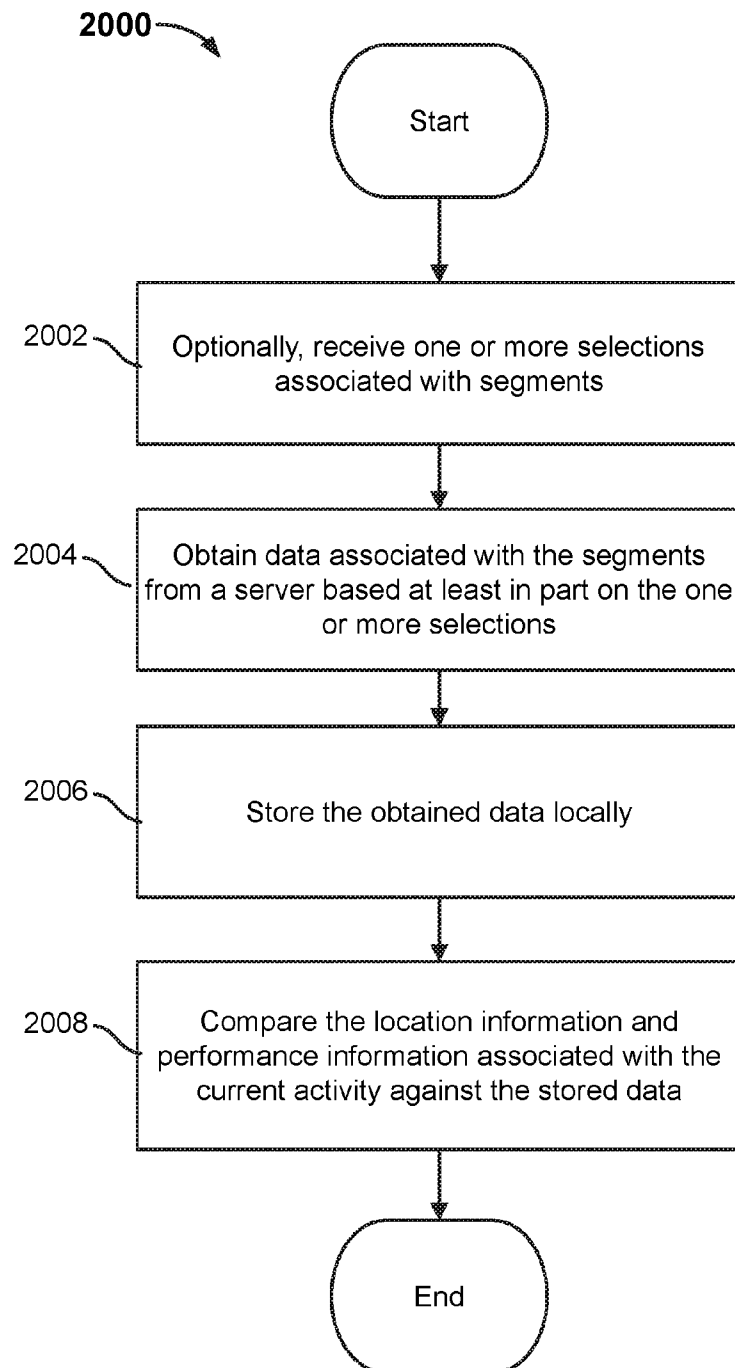 2000
Start
2002
Optionally, receive one or more selections
associated with segments
2004
Obtain data associated with the segments
from a server based at least in part on the one
or more selections
2006
Store the obtained data locally
2008
Compare the location information and
performance information associated with the
current activity against the stored data
End